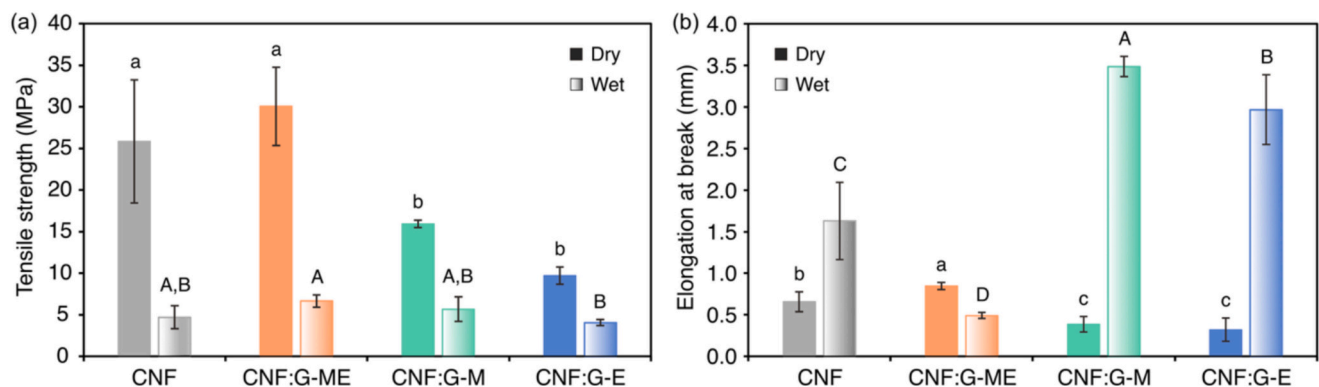 (a)
Tensile strength (MPa)
40
35
30
25
20
15
10
5
0
a
A,B
a
A
b
A,B
b
B
Dry
Wet
CNF
CNF:G-ME
CNF:G-M
CNF:G-E
(b)
Elongation at break (mm)
4.0
3.5
3.0
2.5
2.0
1.5
1.0
0.5
0.0
Dry
Wet
b
C
a
D
c
A
c
B
CNF
CNF:G-ME
CNF:G-M
CNF:G-E